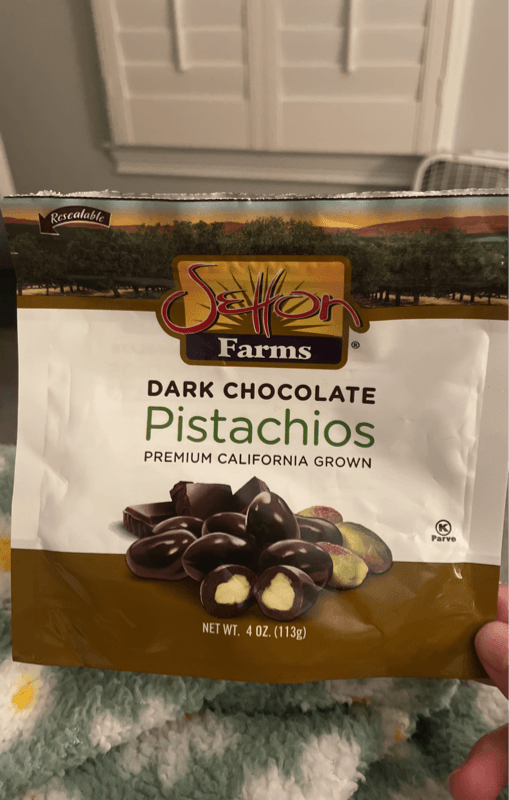 Resealable
Setton
Farms®
DARK CHOCOLATE
Pistachios
PREMIUM CALIFORNIA GROWN
K
Parve
NET WT. 4 OZ. (113g)